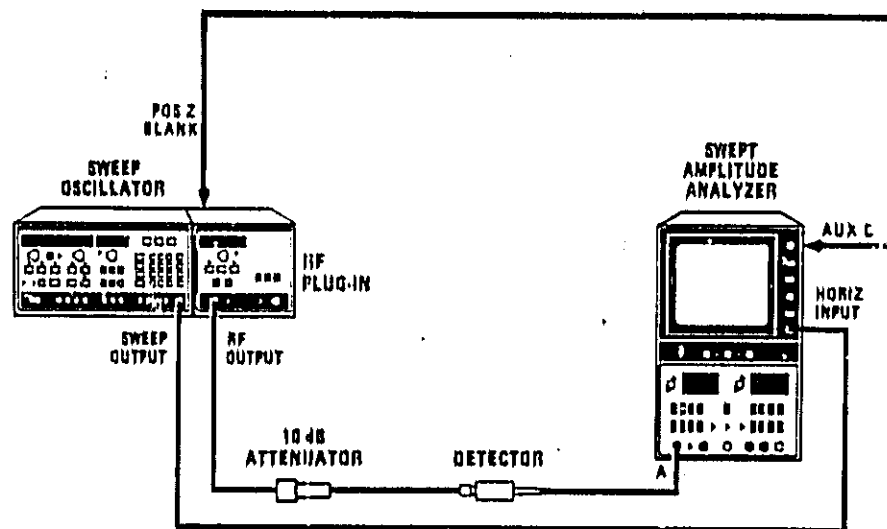 POS Z
BLANK
SWEEP
OSCILLATOR
SWEPT
AMPLITUDE
ANALYZER
AUX C
RF
PLUG-IN
HORIZ
INPUT
SWEEP
OUTPUT
RF
OUTPUT
10 dB
ATTENUATOR
DETECTOR
A